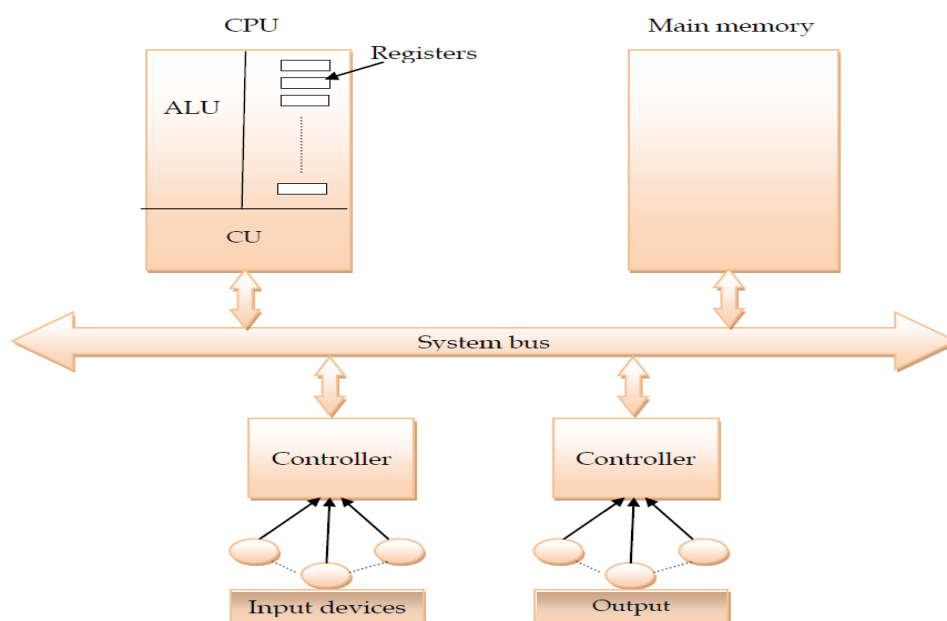 CPU
Main memory
Registers
ALU
CU
System bus
Controller
Controller
Input devices
Output